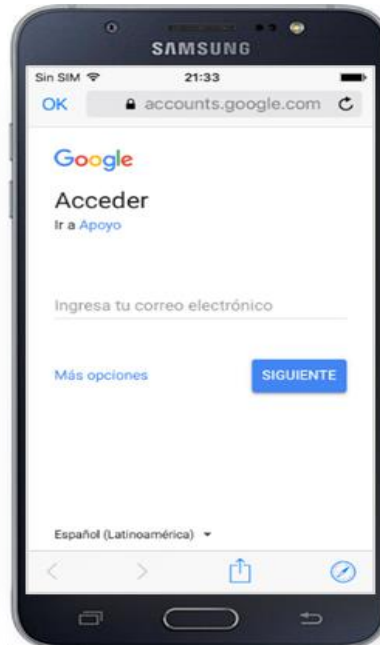 SAMSUNG
Sin SIM 21:33
OK accounts.google.com
Google
Acceder
Ir a Apoyo
Ingresa tu correo electrónico
Más opciones SIGUIENTE
Español (Latinoamérica)